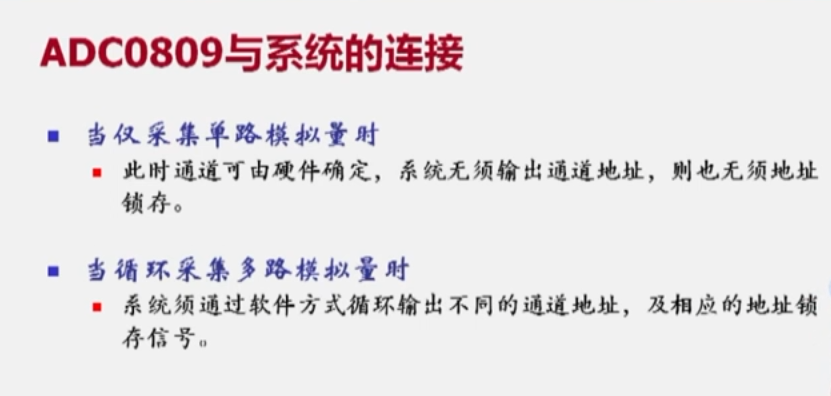 ADC0809与系统的连接
当仅采集单路模拟量时
此时通道可由硬件确定，系统无须输出通道地址，则也无须地址
锁存。
当循环采集多路模拟量时
系统须通过软件方式循环输出不同的通道地址，及相应的地址锁
存信号。